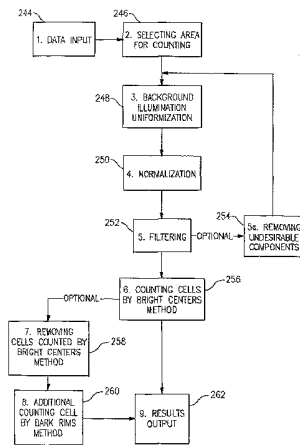 244
1. DATA INPUT
246
2. SELECTING AREA
FOR COUNTING
248
3. BACKGROUND
ILLUMINATION
UNIFORMIZATION
250
4. NORMALIZATION
252
5. FILTERING
OPTIONAL
254
5a. REMOVING
UNDESIRABLE
COMPONENTS
256
6. COUNTING CELLS
BY BRIGHT CENTERS
METHOD
OPTIONAL
7. REMOVING
CELLS COUNTED BY
BRIGHT CENTERS
METHOD
258
260
8. ADDITIONAL
COUNTING CELL
BY DARK RIMS
METHOD
262
9. RESULTS
OUTPUT